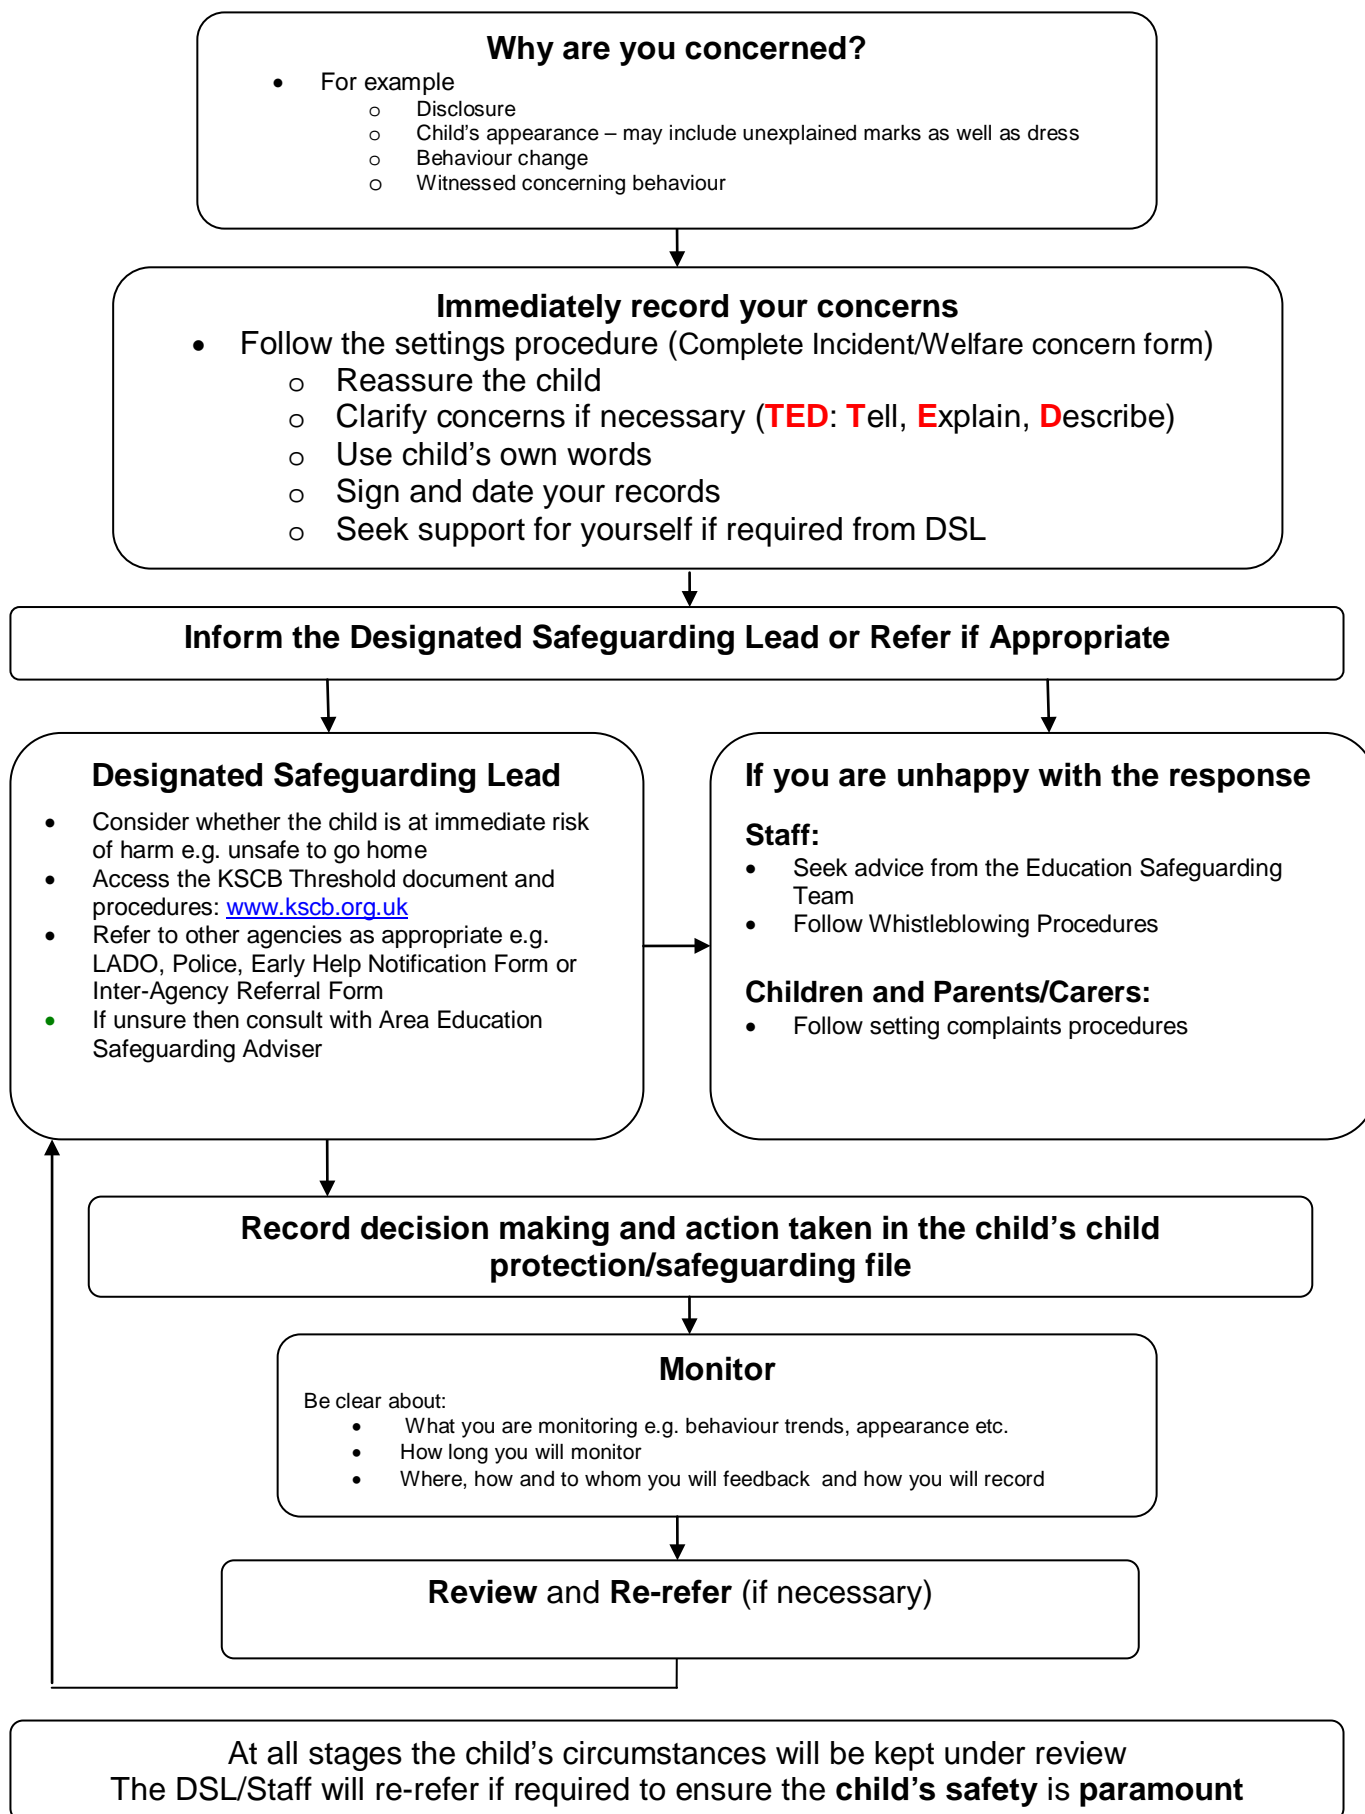 Why are you concerned?
• For example
o Disclosure
o Child’s appearance – may include unexplained marks as well as dress
o Behaviour change
o Witnessed concerning behaviour
Immediately record your concerns
• Follow the settings procedure (Complete Incident/Welfare concern form)
o Reassure the child
o Clarify concerns if necessary (TED: Tell, Explain, Describe)
o Use child’s own words
o Sign and date your records
o Seek support for yourself if required from DSL
Inform the Designated Safeguarding Lead or Refer if Appropriate
Designated Safeguarding Lead
• Consider whether the child is at immediate risk
of harm e.g. unsafe to go home
• Access the KSCB Threshold document and
procedures: www.kscb.org.uk
• Refer to other agencies as appropriate e.g.
LADO, Police, Early Help Notification Form or
Inter-Agency Referral Form
• If unsure then consult with Area Education
Safeguarding Adviser
If you are unhappy with the response
Staff:
• Seek advice from the Education Safeguarding
Team
• Follow Whistleblowing Procedures
Children and Parents/Carers:
• Follow setting complaints procedures
Record decision making and action taken in the child’s child
protection/safeguarding file
Monitor
Be clear about:
• What you are monitoring e.g. behaviour trends, appearance etc.
• How long you will monitor
• Where, how and to whom you will feedback and how you will record
Review and Re-refer (if necessary)
At all stages the child’s circumstances will be kept under review
The DSL/Staff will re-refer if required to ensure the child’s safety is paramount